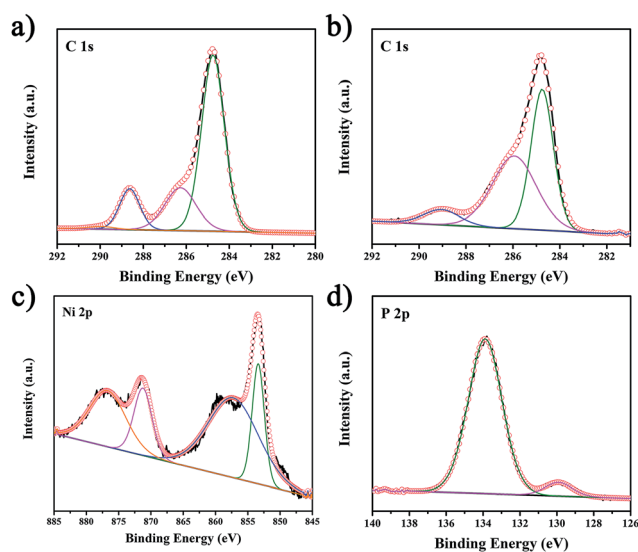 a)
C 1s
Intensity (a.u.)
292 290 288 286 284 282 280
Binding Energy (eV)
b)
C 1s
Intensity (a.u.)
292 290 288 286 284 282
Binding Energy (eV)
c)
Ni 2p
Intensity (a.u.)
885 880 875 870 865 860 855 850 845
Binding Energy (eV)
d)
P 2p
Intensity (a.u.)
140 138 136 134 132 130 128 126
Binding Energy (eV)